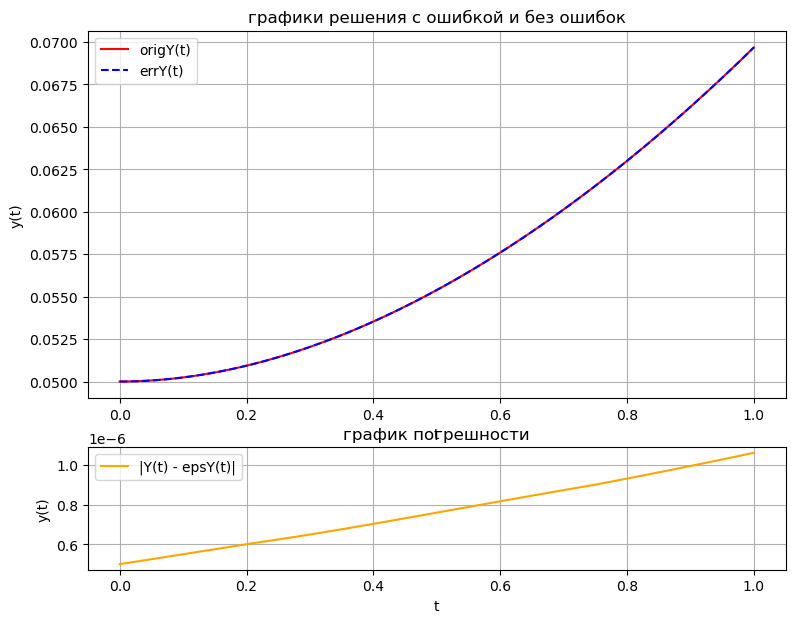 графики решения с ошибкой и без ошибок
origY(t)
errY(t)
0.0700
0.0675
0.0650
0.0625
0.0600
0.0575
0.0550
0.0525
0.0500
y(t)
0.0 0.2 0.4 0.6 0.8 1.0
t
график погрешности
1e−6
|Y(t) - epsY(t)|
1.0
0.8
0.6
y(t)
0.0 0.2 0.4 0.6 0.8 1.0
t